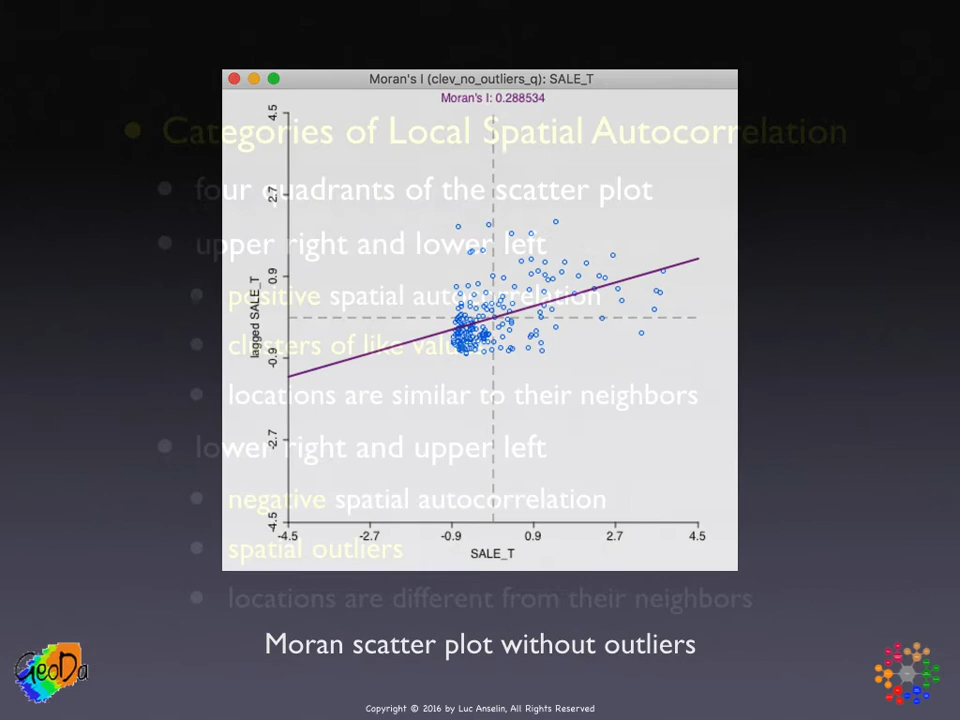 Moran's I (clev_no_outliers_q): SALE_T
Moran's I: 0.288534
4.5
2.7
0.9
-0.9
-2.7
-4.5
lagged SALE_T
-4.5 -2.7 -0.9 0.9 2.7 4.5
SALE_T
• Categories of Local Spatial Autocorrelation
• four quadrants of the scatter plot
• upper right and lower left
• positive spatial autocorrelation
• clusters of like values
• locations are similar to their neighbors
• lower right and upper left
• negative spatial autocorrelation
• spatial outliers
• locations are different from their neighbors
Moran scatter plot without outliers
GeoDa
Copyright © 2016 by Luc Anselin, All Rights Reserved